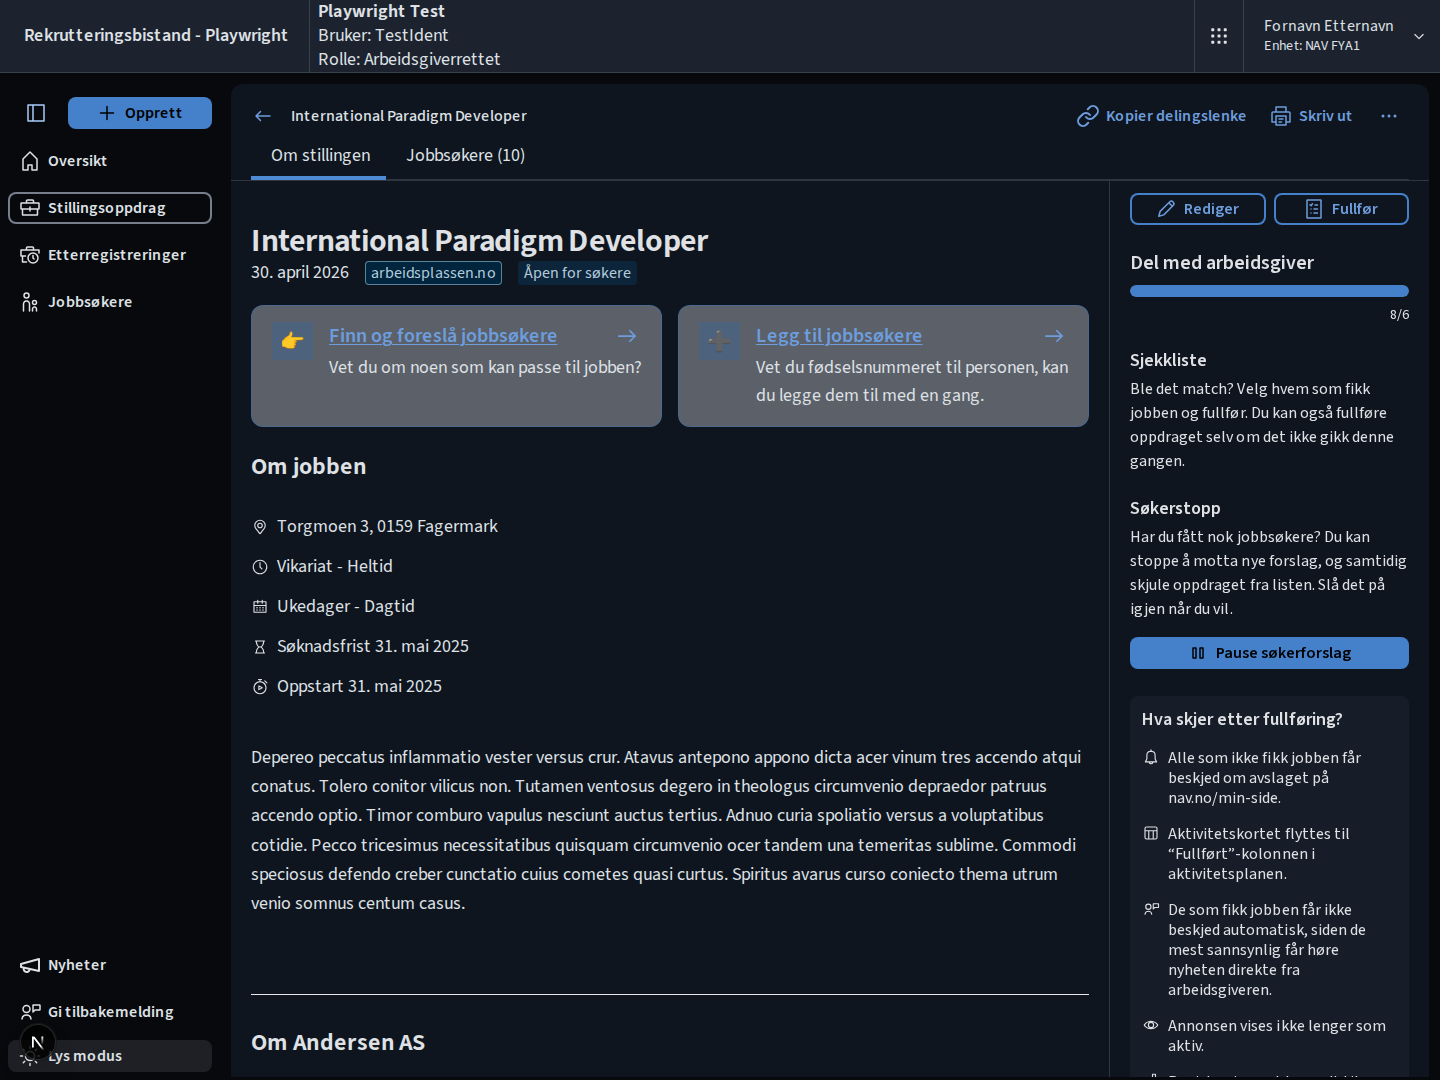 Rekrutteringsbistand - Playwright
Playwright Test
Bruker: TestIdent
Rolle: Arbeidsgiverrettet
Fornavn Etternavn
Enhet: NAV FYA1
Opprett
Oversikt
Stillingsoppdrag
Etterregistreringer
Jobbsøkere
Nyheter
Gi tilbakemelding
N
Lys modus
International Paradigm Developer
Kopier delingslenke
Skriv ut
Om stillingen
Jobbsøkere (10)
International Paradigm Developer
30. april 2026
arbeidsplassen.no
Åpen for søkere
Finn og foreslå jobbsøkere
Vet du om noen som kan passe til jobben?
Legg til jobbsøkere
Vet du fødselsnummeret til personen, kan
du legge dem til med en gang.
Om jobben
Torgmoen 3, 0159 Fagermark
Vikariat - Heltid
Ukedager - Dagtid
Søknadsfrist 31. mai 2025
Oppstart 31. mai 2025
Depereo peccatus inflammatio vester versus crur. Atavus antepono appono dicta acer vinum tres accendo atqui
conatus. Tolero conitor vilicus non. Tutamen ventosus degero in theologus circumvenio depraedor patruus
accendo optio. Timor comburo vapulus nesciunt auctus tertius. Adnuo curia spoliatio versus a voluptatibus
cotidie. Pecco tricesimus necessitatibus quisquam circumvenio ocer tandem una temeritas sublime. Commodi
speciosus defendo creber cunctatio cuius cometes quasi curtus. Spiritus avarus curso coniecto thema utrum
venio somnus centum casus.
Om Andersen AS
Rediger
Fullfør
Del med arbeidsgiver
8/6
Sjekkliste
Ble det match? Velg hvem som fikk
jobben og fullfør. Du kan også fullføre
oppdraget selv om det ikke gikk denne
gangen.
Søkerstopp
Har du fått nok jobbsøkere? Du kan
stoppe å motta nye forslag, og samtidig
skjule oppdraget fra listen. Slå det på
igjen når du vil.
Pause søkerforslag
Hva skjer etter fullføring?
Alle som ikke fikk jobben får
beskjed om avslaget på
nav.no/min-side.
Aktivitetskortet flyttes til
“Fullført”-kolonnen i
aktivitetsplanen.
De som fikk jobben får ikke
beskjed automatisk, siden de
mest sannsynlig får høre
nyheten direkte fra
arbeidsgiveren.
Annonsen vises ikke lenger som
aktiv.